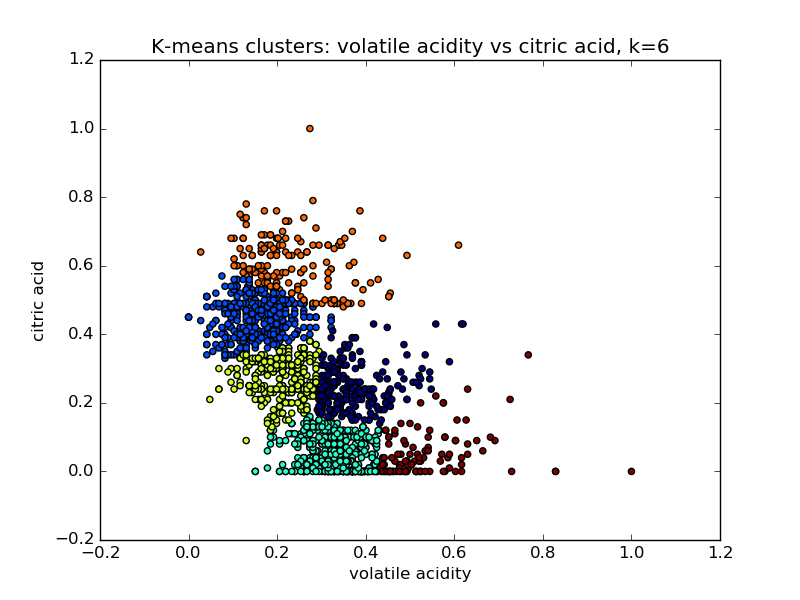 K-means clusters: volatile acidity vs citric acid, k=6
1.2
1.0
0.8
0.6
0.4
0.2
0.0
−0.2
citric acid
−0.2 0.0 0.2 0.4 0.6 0.8 1.0 1.2
volatile acidity